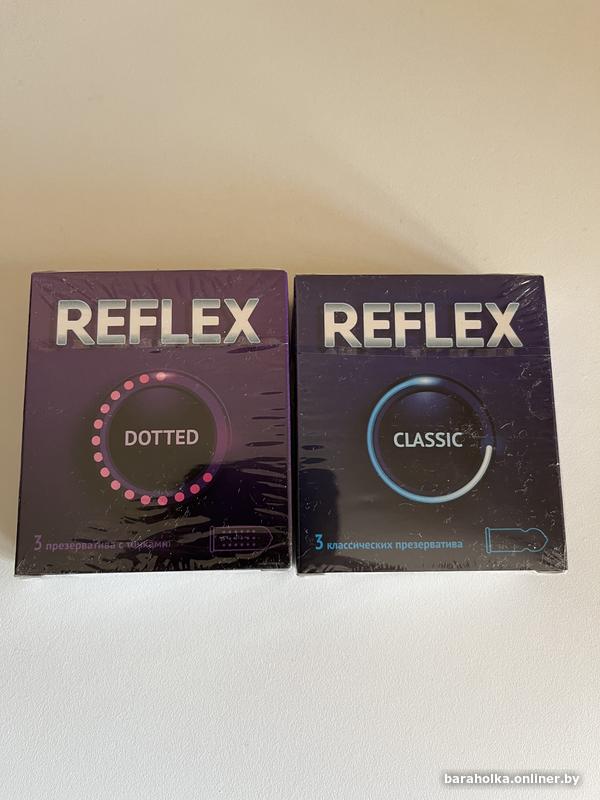 REFLEX
DOTTED
3 презерватива с точками
REFLEX
CLASSIC
3 классических презерватива
baraholka.onliner.by